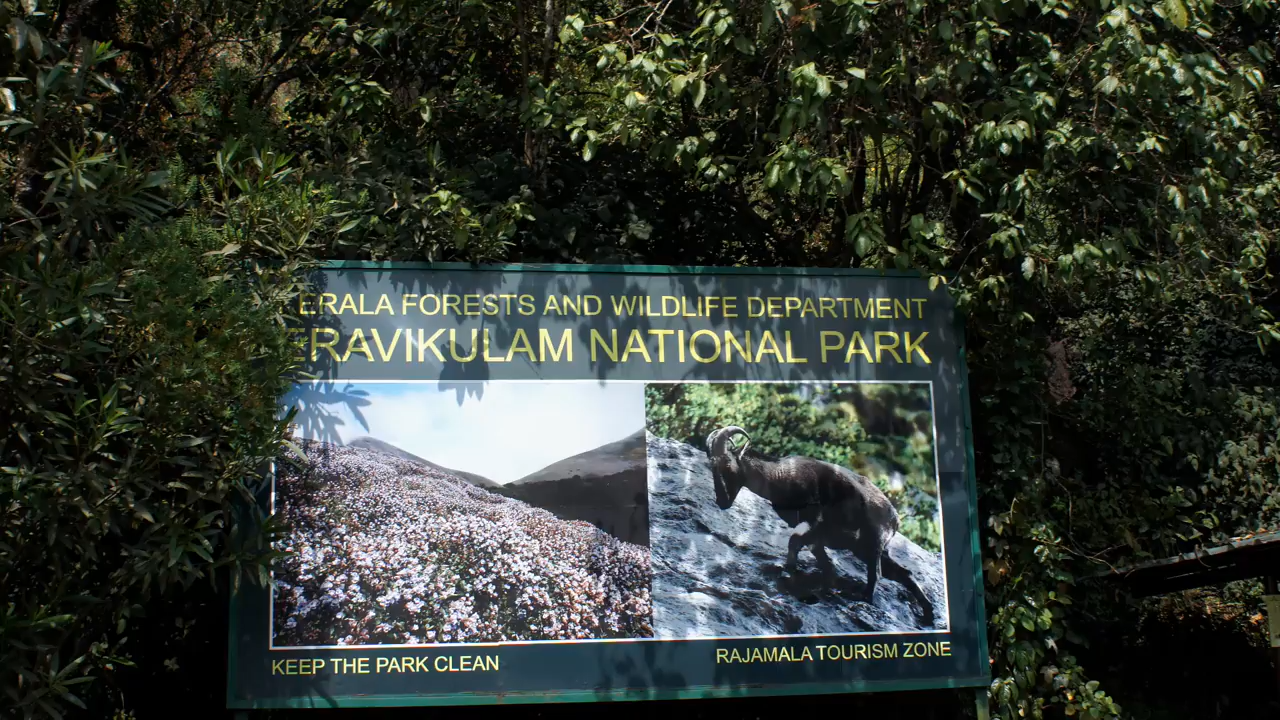 ERALA FORESTS AND WILDLIFE DEPARTMENT
ERAVIKULAM NATIONAL PARK
KEEP THE PARK CLEAN
RAJAMALA TOURISM ZONE